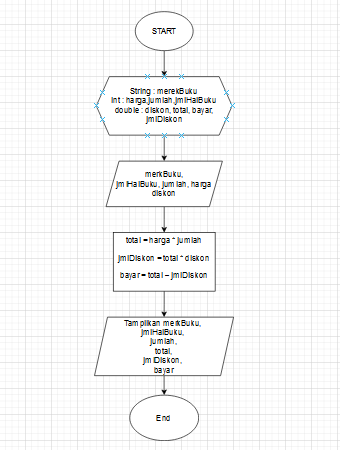 START
String : merekBuku
int : harga,jumlah,jmlHalBuku
double : diskon, total, bayar,
jmlDiskon
merkBuku,
jmlHalBuku, jumlah, harga
diskon
total = harga * jumlah
jmlDiskon = total * diskon
bayar = total – jmlDiskon
Tampilkan merkBuku,
jmlHalBuku,
jumlah,
total,
jmlDiskon,
bayar
End